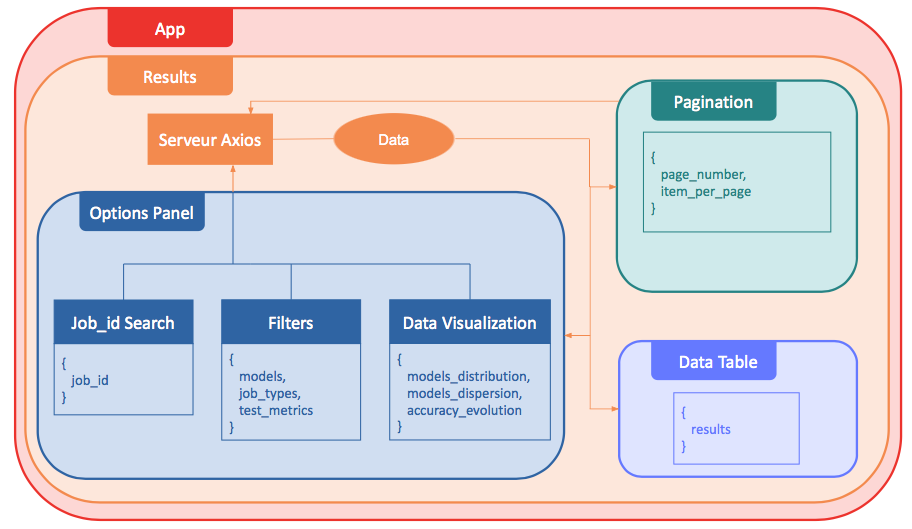 App
Results
Serveur Axios
Data
Pagination
{
page_number,
item_per_page
}
Options Panel
Job_id Search
{
job_id
}
Filters
{
models,
job_types,
test_metrics
}
Data Visualization
{
models_distribution,
models_dispersion,
accuracy_evolution
}
Data Table
{
results
}